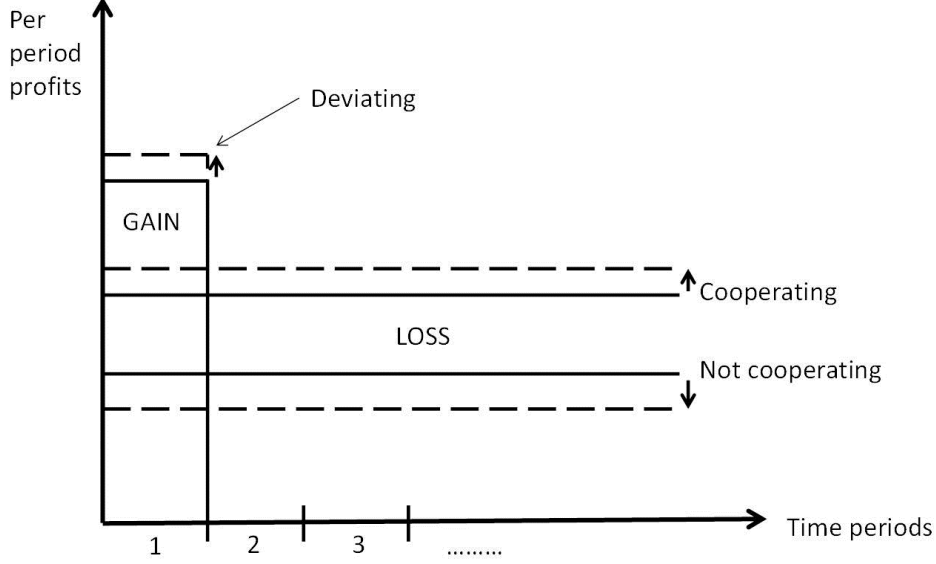 Per
period
profits
Deviating
GAIN
Cooperating
LOSS
Not cooperating
Time periods
1 2 3 .........